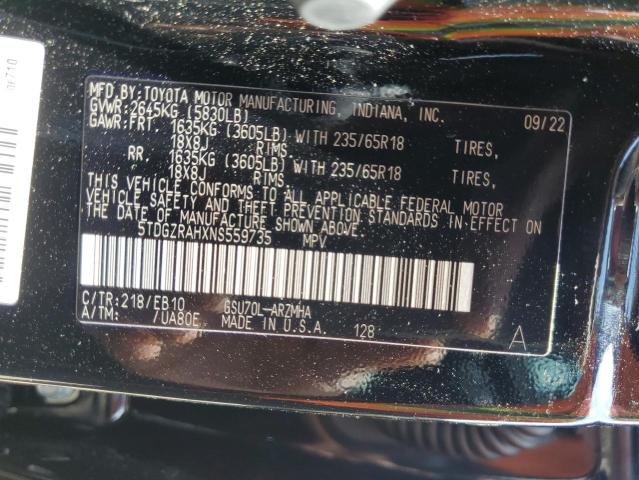 0F710
MFD.BY:TOYOTA MOTOR MANUFACTURING, INDIANA, INC. 09/22
GVWR:2645KG (5830LB)
GAWR:FRT 1635KG (3605LB) WITH 235/65R18 TIRES,
18X8J RIMS
RR 1635KG (3605LB) WITH 235/65R18 TIRES,
18X8J RIMS
THIS VEHICLE CONFORMS TO ALL APPLICABLE FEDERAL MOTOR
VEHICLE SAFETY AND THEFT PREVENTION STANDARDS IN EFFECT ON
THE DATE OF MANUFACTURE SHOWN ABOVE.
5TDGZRAHXNS559735 MPV
C/TR:218/EB10 GSU70L-ARZMHA
A/TM: /UA80E MADE IN U.S.A. 128 A